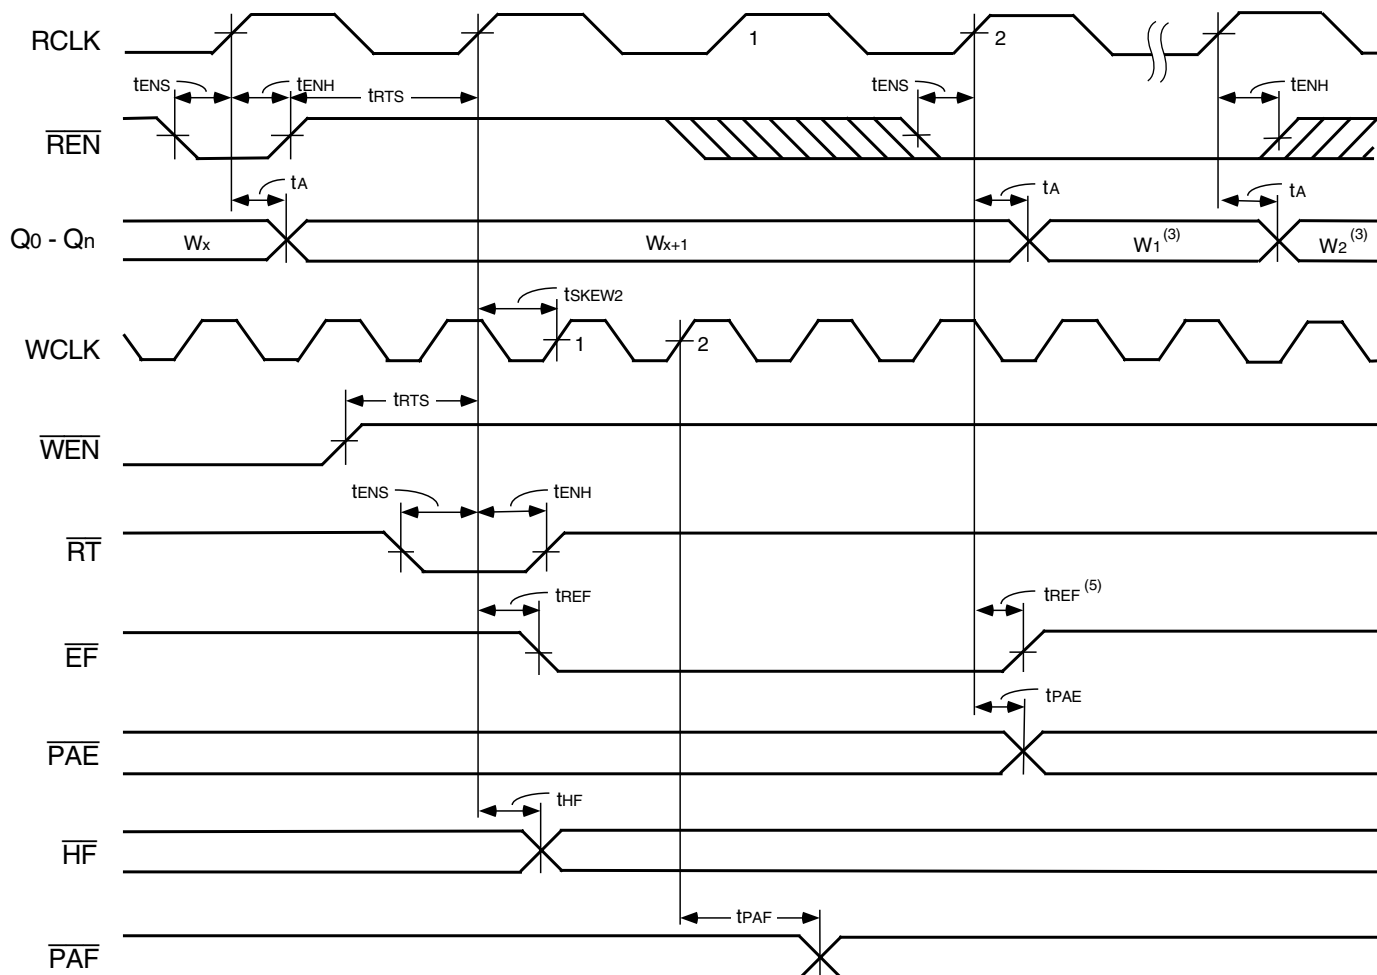 RCLK 1 2
tENS tENH tRTS tENS tENH
REN
tA tA tA
Q0 - Qn Wx Wx+1 W1(3) W2(3)
tSKEW2
WCLK 1 2
tRTS
WEN
tENS tENH
RT
tREF tREF(5)
EF
tPAE
PAE
tHF
HF
tPAF
PAF